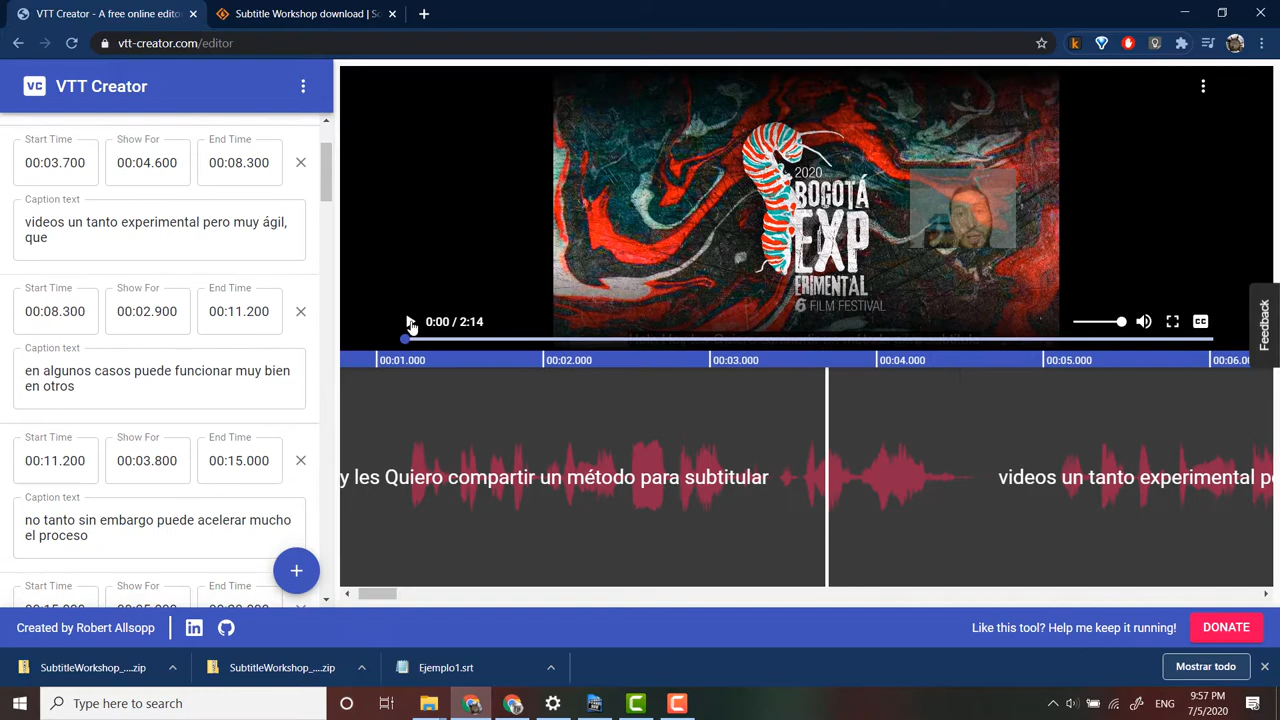 VTT Creator - A free online editor
Subtitle Workshop download | So
vtt-creator.com/editor
VC VTT Creator
Start Time Show For End Time
00:03.700 00:04.600 00:08.300
Caption text
videos un tanto experimental pero muy ágil,
que
Start Time Show For End Time
00:08.300 00:02.900 00:11.200
Caption text
en algunos casos puede funcionar muy bien
en otros
Start Time Show For End Time
00:11.200 00:03.800 00:15.000
Caption text
no tanto sin embargo puede acelerar mucho
el proceso
Start Time Show For End Time
2020
BOGOTÁ
EXP
ERIMENTAL
6 FILM FESTIVAL
0:00 / 2:14
CC
Feedback
00:01.000 00:02.000 00:03.000 00:04.000 00:05.000 00:06.0
y les Quiero compartir un método para subtitular
videos un tanto experimental p
Created by Robert Allsopp
Like this tool? Help me keep it running! DONATE
SubtitleWorkshop_....zip SubtitleWorkshop_....zip Ejemplo1.srt Mostrar todo
Type here to search
ENG
9:57 PM
7/5/2020